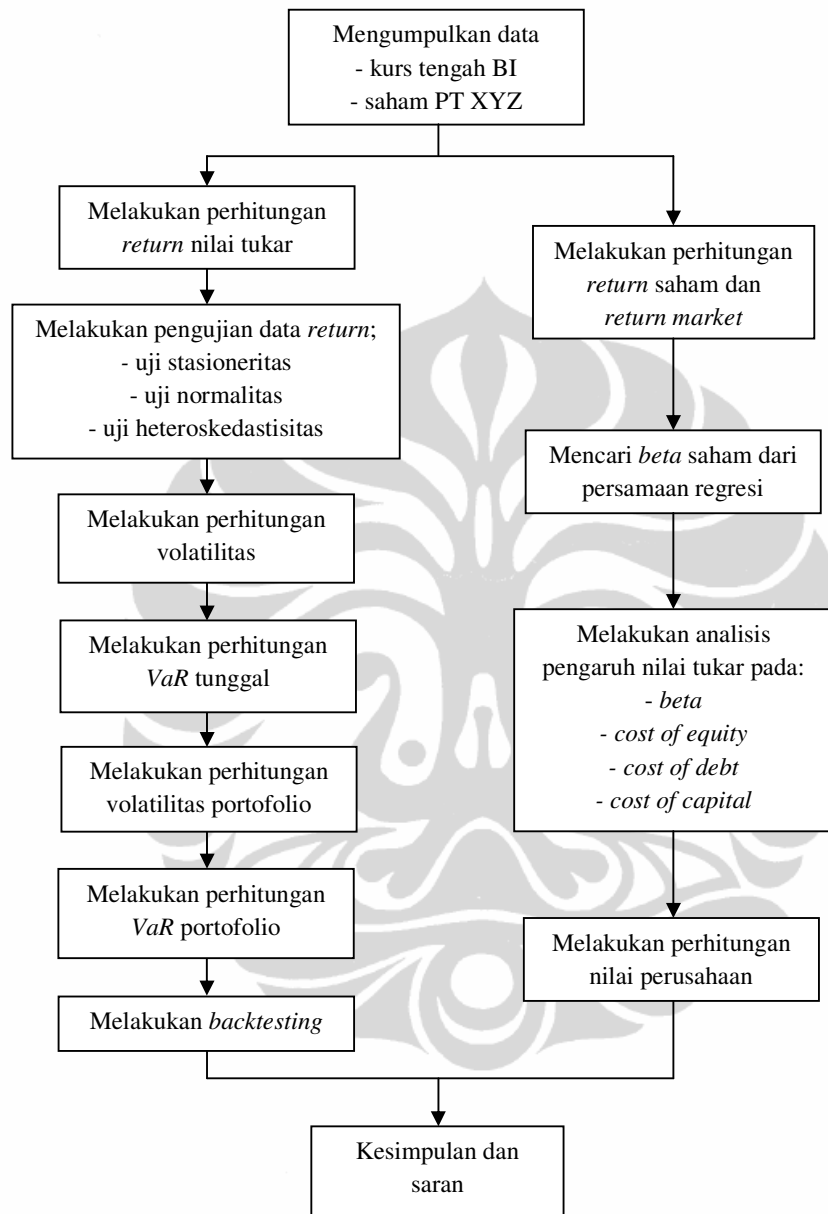 Mengumpulkan data
- kurs tengah BI
- saham PT XYZ
Melakukan perhitungan
return nilai tukar
Melakukan pengujian data return;
- uji stasioneritas
- uji normalitas
- uji heteroskedastisitas
Melakukan perhitungan
volatilitas
Melakukan perhitungan
VaR tunggal
Melakukan perhitungan
volatilitas portofolio
Melakukan perhitungan
VaR portofolio
Melakukan backtesting
Melakukan perhitungan
return saham dan
return market
Mencari beta saham dari
persamaan regresi
Melakukan analisis
pengaruh nilai tukar pada:
- beta
- cost of equity
- cost of debt
- cost of capital
Melakukan perhitungan
nilai perusahaan
Kesimpulan dan
saran